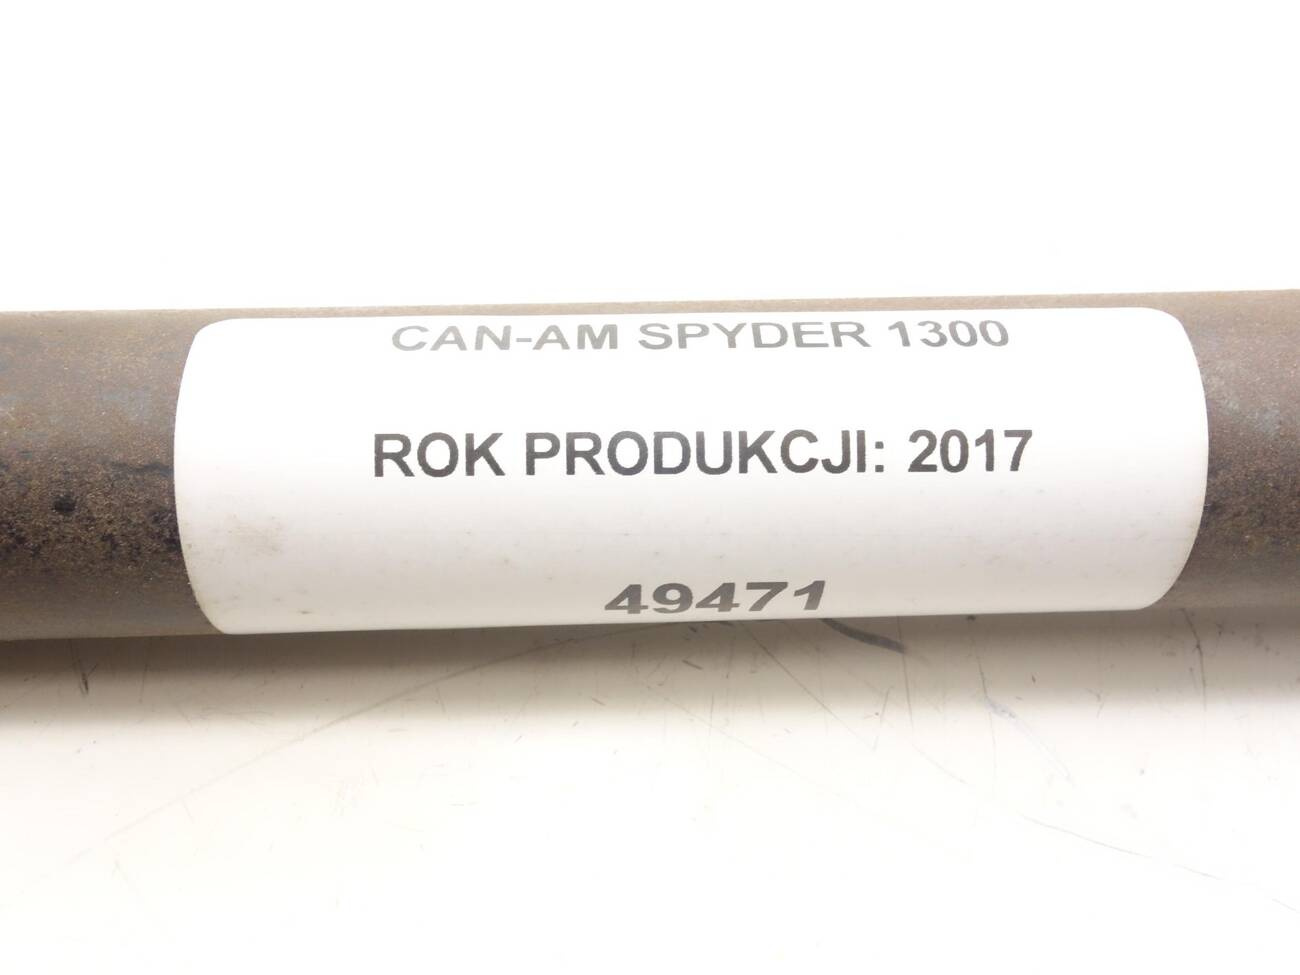 CAN-AM SPYDER 1300
ROK PRODUKCJI: 2017
49471